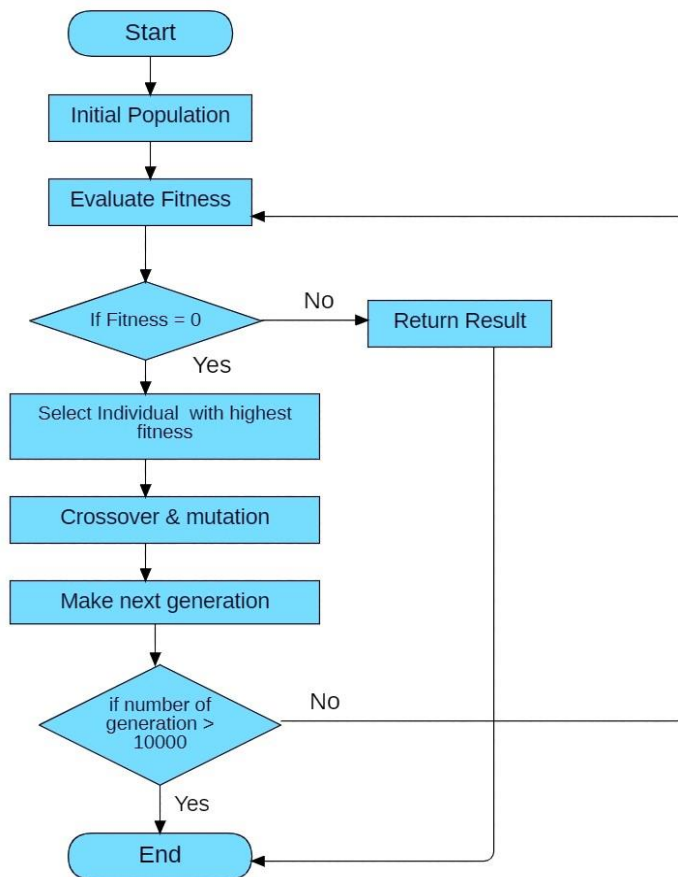 Start
Initial Population
Evaluate Fitness
If Fitness = 0
No
Return Result
Yes
Select Individual  with highest
fitness
Crossover & mutation
Make next generation
if number of
generation >
10000
No
Yes
End